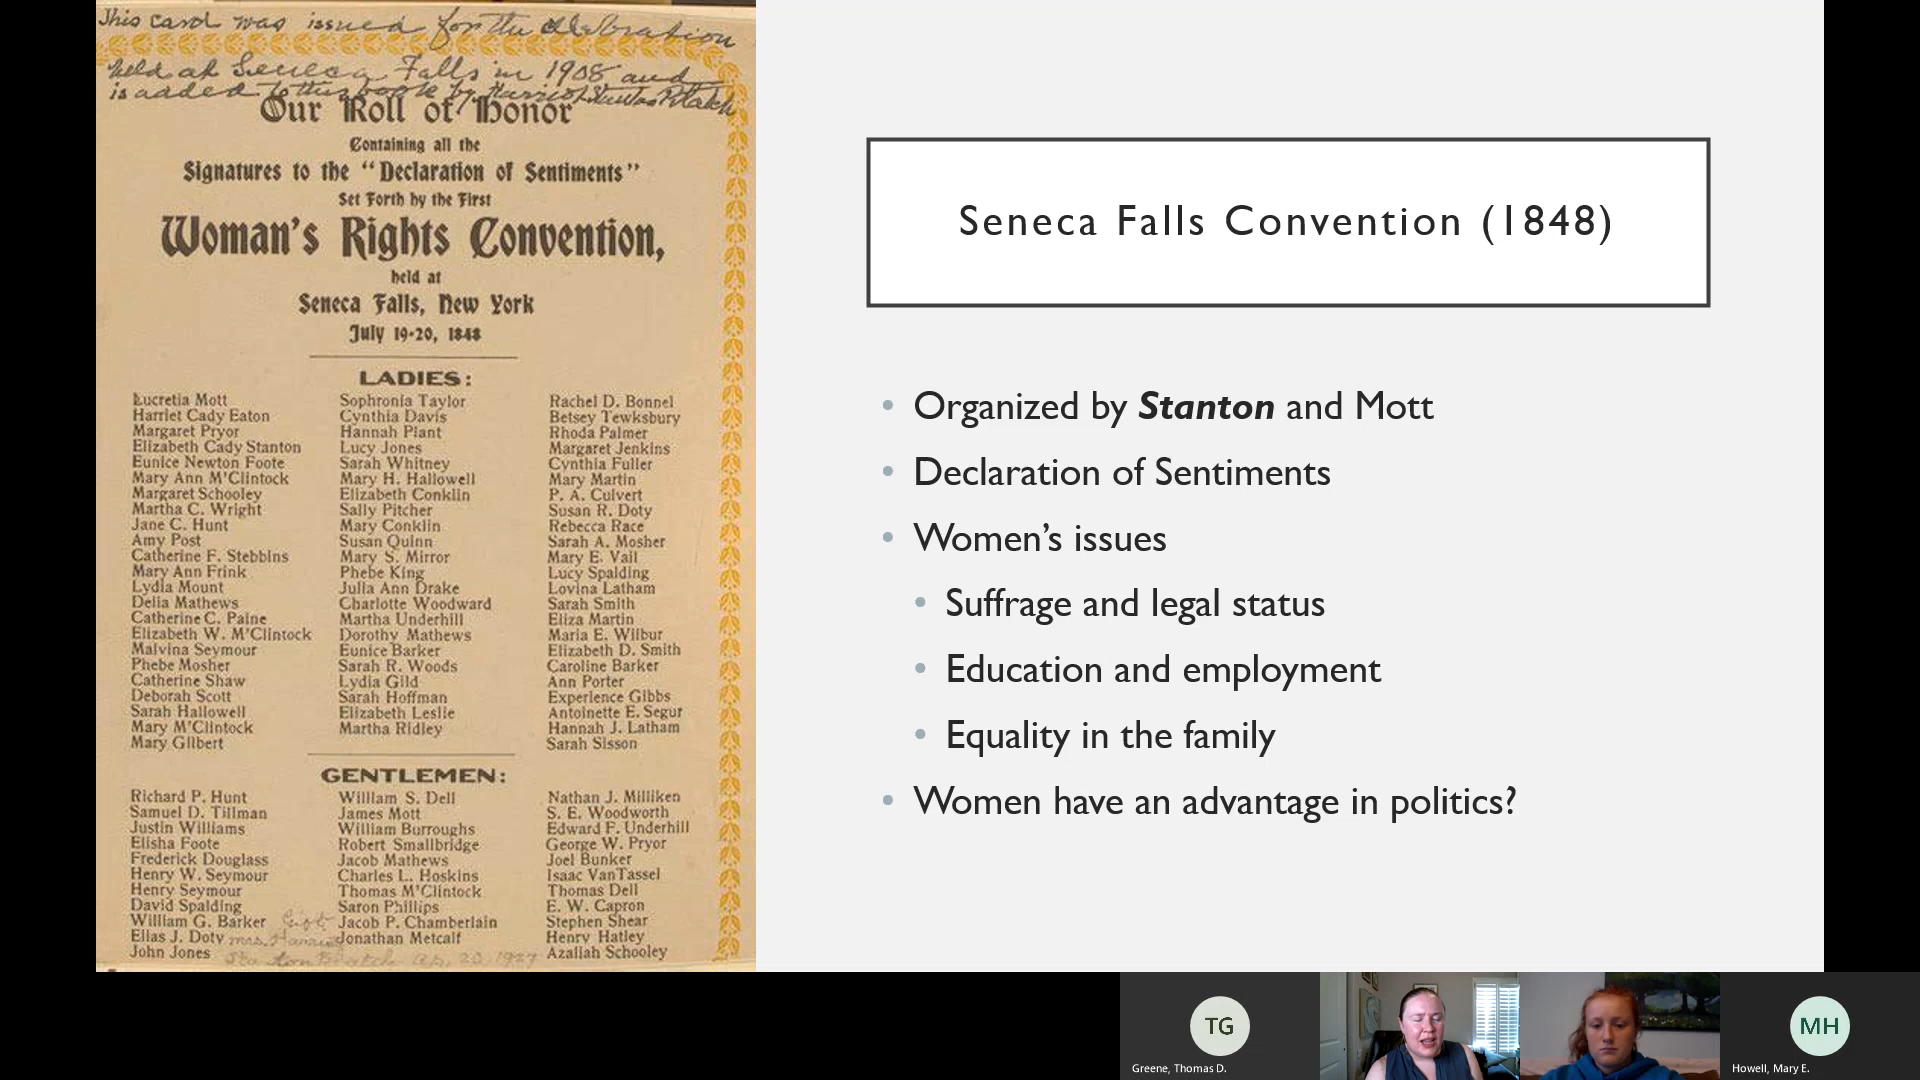 This card was issued for the celebration
held at Seneca Falls in 1908 and
is added to this book by Harriot Stanton Blatch
Our Roll of Honor
Containing all the
Signatures to the “Declaration of Sentiments”
Set Forth by the First
Woman's Rights Convention,
held at
Seneca Falls, New York
July 19-20, 1848
LADIES:
Lucretia Mott
Harriet Cady Eaton
Margaret Pryor
Elizabeth Cady Stanton
Eunice Newton Foote
Mary Ann M'Clintock
Margaret Schooley
Martha C. Wright
Jane C. Hunt
Amy Post
Catherine F. Stebbins
Mary Ann Frink
Lydia Mount
Delia Mathews
Catherine C. Paine
Elizabeth W. M'Clintock
Malvina Seymour
Phebe Mosher
Catherine Shaw
Deborah Scott
Sarah Hallowell
Mary M'Clintock
Mary Gilbert
Sophronia Taylor
Cynthia Davis
Hannah Plant
Lucy Jones
Sarah Whitney
Mary H. Hallowell
Elizabeth Conklin
Sally Pitcher
Mary Conklin
Susan Quinn
Mary S. Mirror
Phebe King
Julia Ann Drake
Charlotte Woodward
Martha Underhill
Dorothy Mathews
Eunice Barker
Sarah R. Woods
Lydia Gild
Sarah Hoffman
Elizabeth Leslie
Martha Ridley
Rachel D. Bonnel
Betsey Tewksbury
Rhoda Palmer
Margaret Jenkins
Cynthia Fuller
Mary Martin
P. A. Culvert
Susan R. Doty
Rebecca Race
Sarah A. Mosher
Mary E. Vail
Lucy Spalding
Lovina Latham
Sarah Smith
Eliza Martin
Maria E. Wilbur
Elizabeth D. Smith
Caroline Barker
Ann Porter
Experience Gibbs
Antoinette E. Segur
Hannah J. Latham
Sarah Sisson
GENTLEMEN:
Richard P. Hunt
Samuel D. Tillman
Justin Williams
Elisha Foote
Frederick Douglass
Henry W. Seymour
Henry Seymour
David Spalding
William G. Barker
Elias J. Doty
John Jones
William S. Dell
James Mott
William Burroughs
Robert Smallbridge
Jacob Mathews
Charles L. Hoskins
Thomas M'Clintock
Saron Phillips
Jacob P. Chamberlain
Jonathan Metcalf
Nathan J. Milliken
S. E. Woodworth
Edward F. Underhill
George W. Pryor
Joel Bunker
Isaac VanTassel
Thomas Dell
E. W. Capron
Stephen Shear
Henry Hatley
Azaliah Schooley
Gift
Mrs. Harriot
Stanton Blatch
Seneca Falls Convention (1848)
• Organized by Stanton and Mott
• Declaration of Sentiments
• Women’s issues
• Suffrage and legal status
• Education and employment
• Equality in the family
• Women have an advantage in politics?
TG
Greene, Thomas D.
MH
Howell, Mary E.